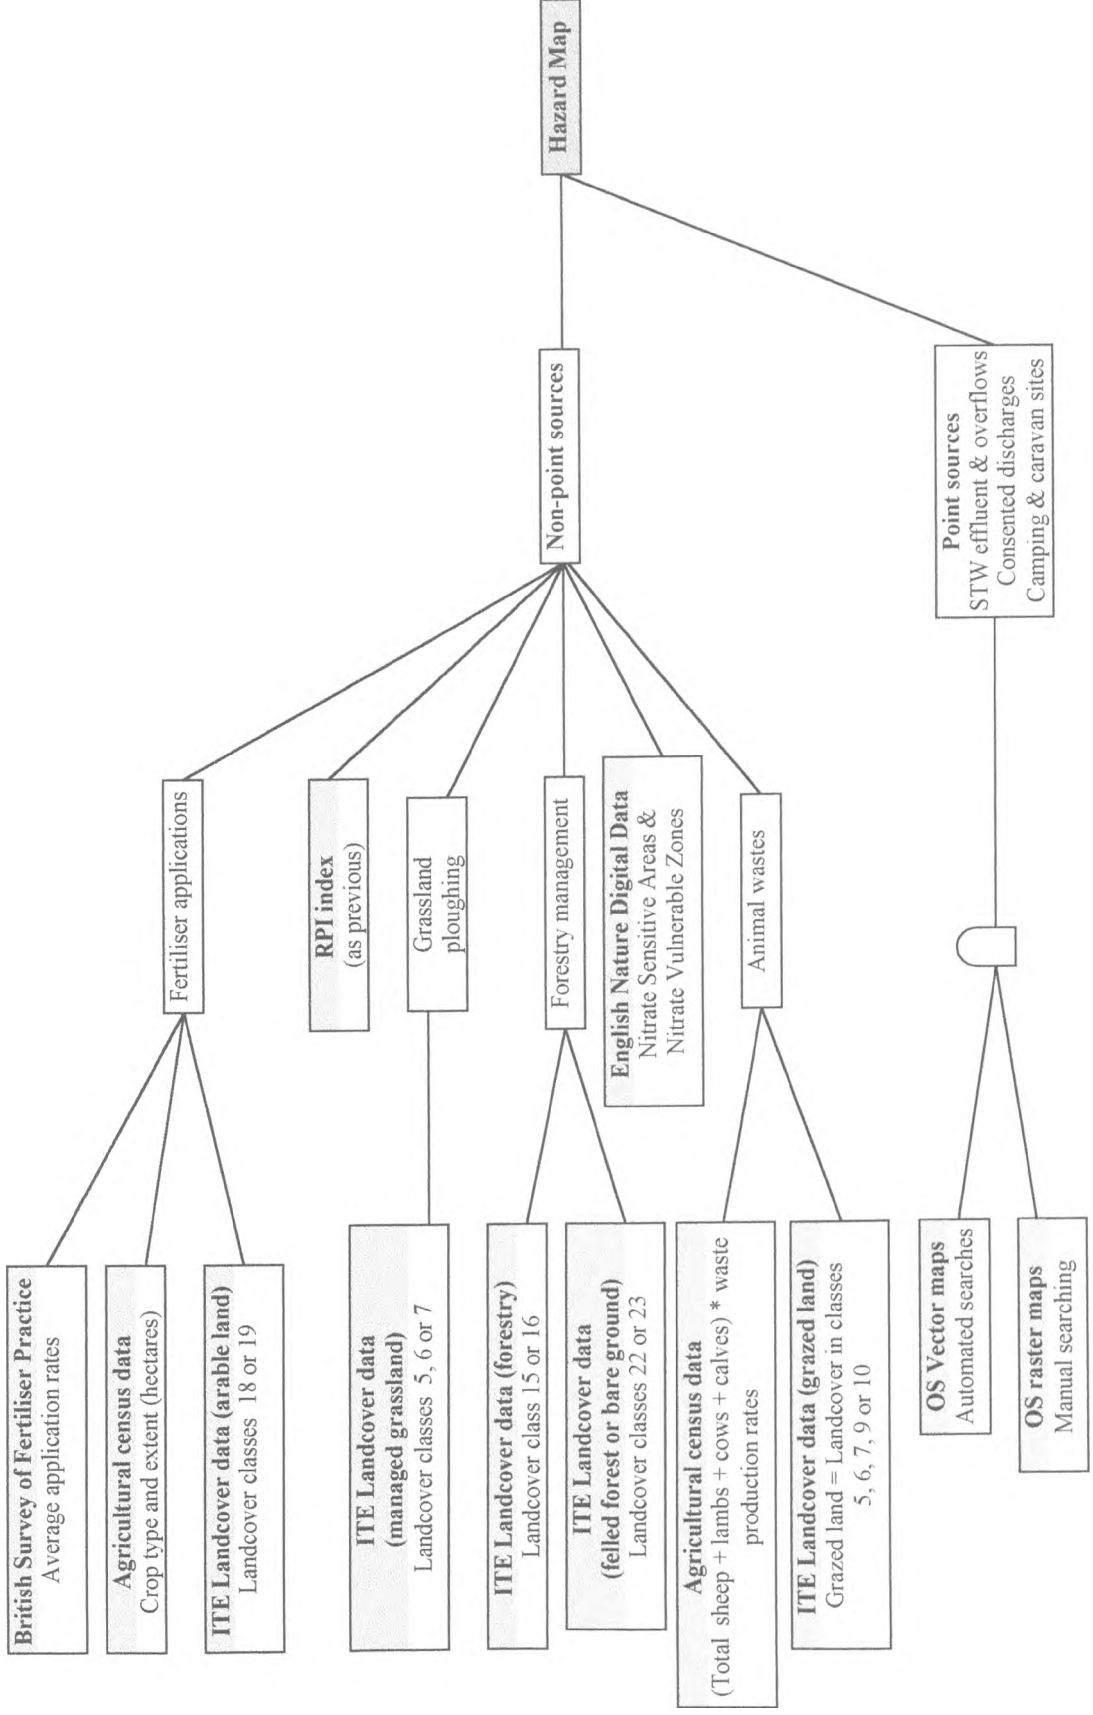 British Survey of Fertiliser Practice
Average application rates
Agricultural census data
Crop type and extent (hectares)
ITE Landcover data (arable land)
Landcover classes 18 or 19
ITE Landcover data
(managed grassland)
Landcover classes 5, 6 or 7
ITE Landcover data (forestry)
Landcover class 15 or 16
ITE Landcover data
(felled forest or bare ground)
Landcover classes 22 or 23
Agricultural census data
(Total sheep + lambs + cows + calves) * waste
production rates
ITE Landcover data (grazed land)
Grazed land = Landcover in classes
5, 6, 7, 9 or 10
OS Vector maps
Automated searches
OS raster maps
Manual searching
Fertiliser applications
RPI index
(as previous)
Grassland
ploughing
Forestry management
English Nature Digital Data
Nitrate Sensitive Areas &
Nitrate Vulnerable Zones
Animal wastes
Non-point sources
Point sources
STW effluent & overflows
Consented discharges
Camping & caravan sites
Hazard Map